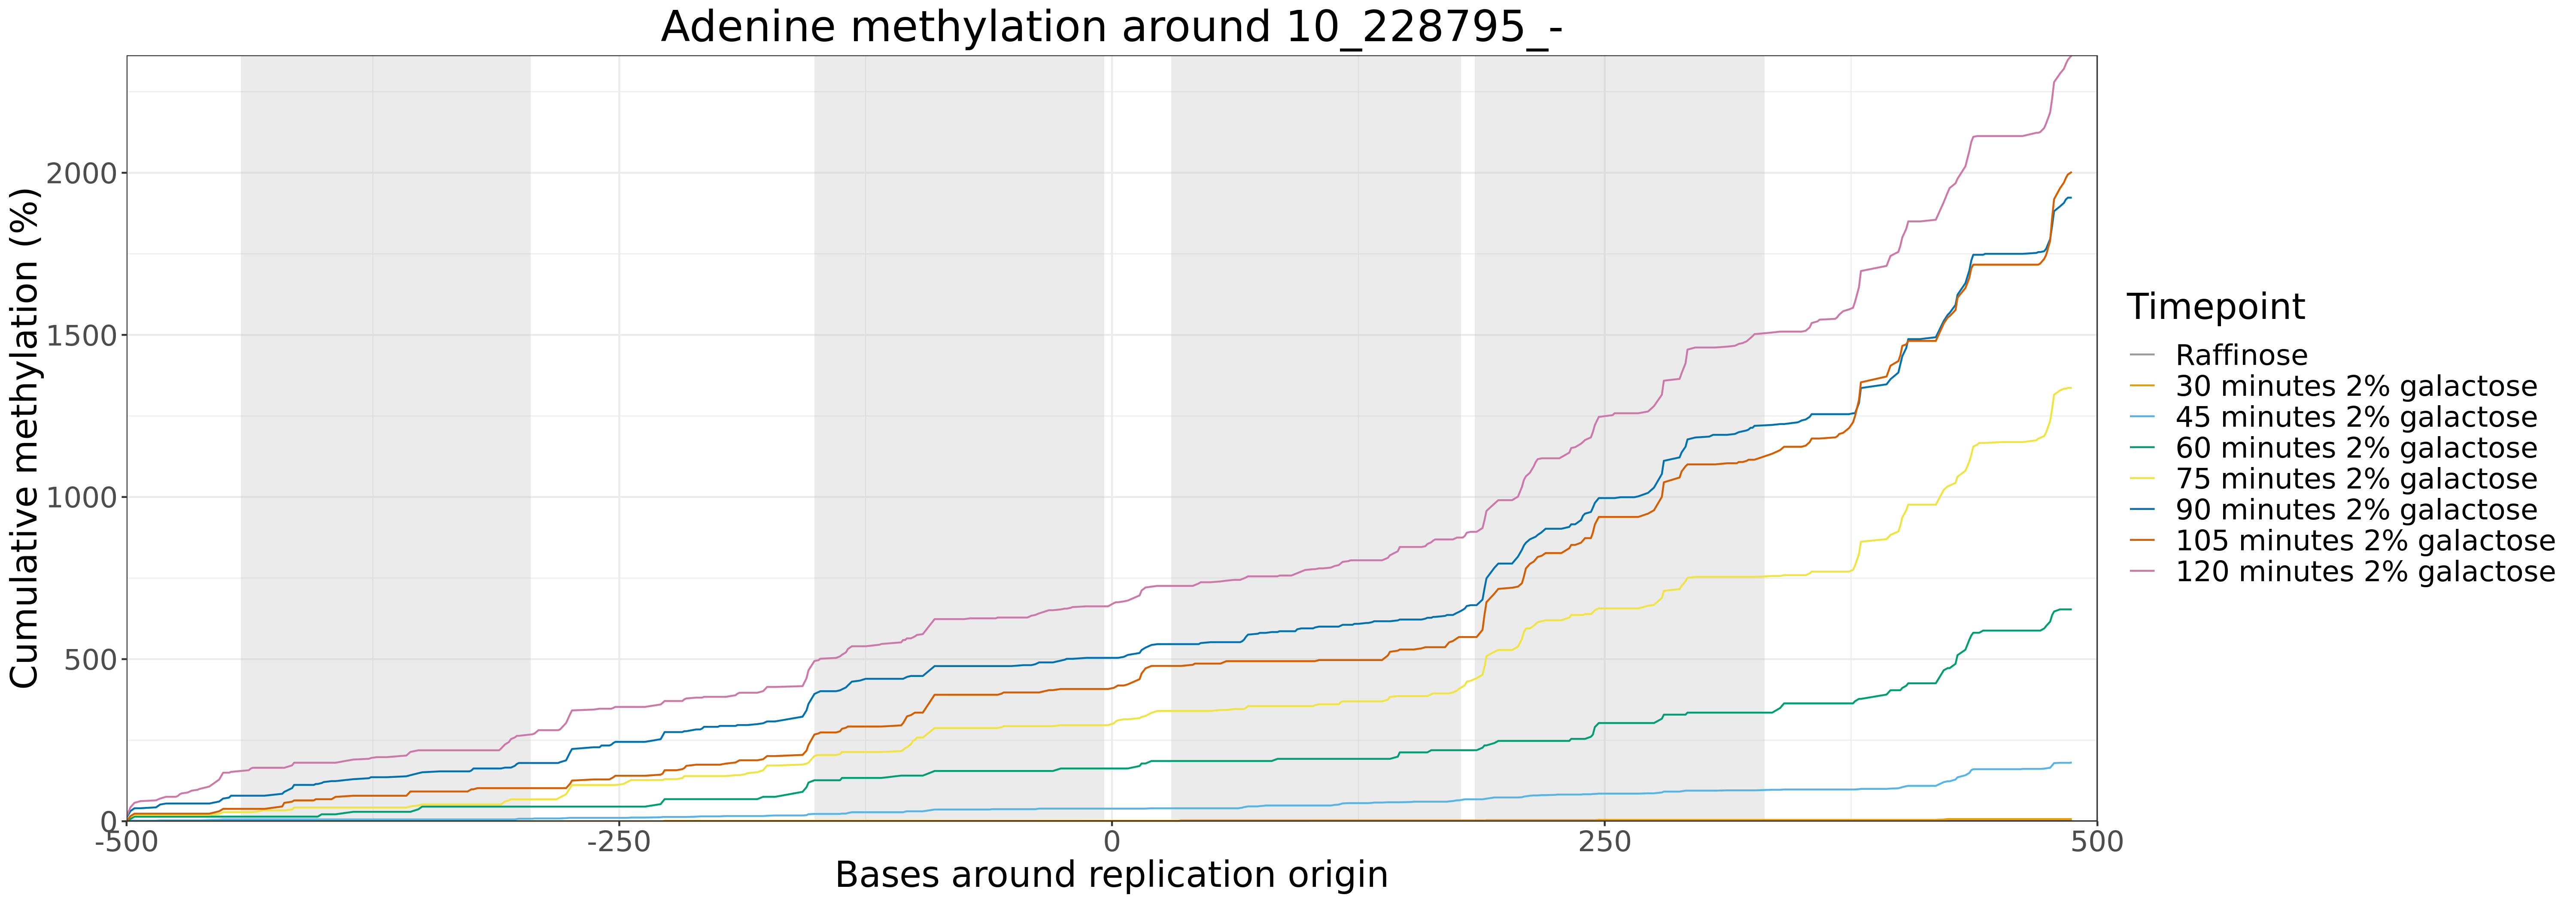 Adenine methylation around 10_228795_-
Cumulative methylation (%)
2000
1500
1000
500
0
-500
-250
0
250
500
Bases around replication origin
Timepoint
Raffinose
30 minutes 2% galactose
45 minutes 2% galactose
60 minutes 2% galactose
75 minutes 2% galactose
90 minutes 2% galactose
105 minutes 2% galactose
120 minutes 2% galactose